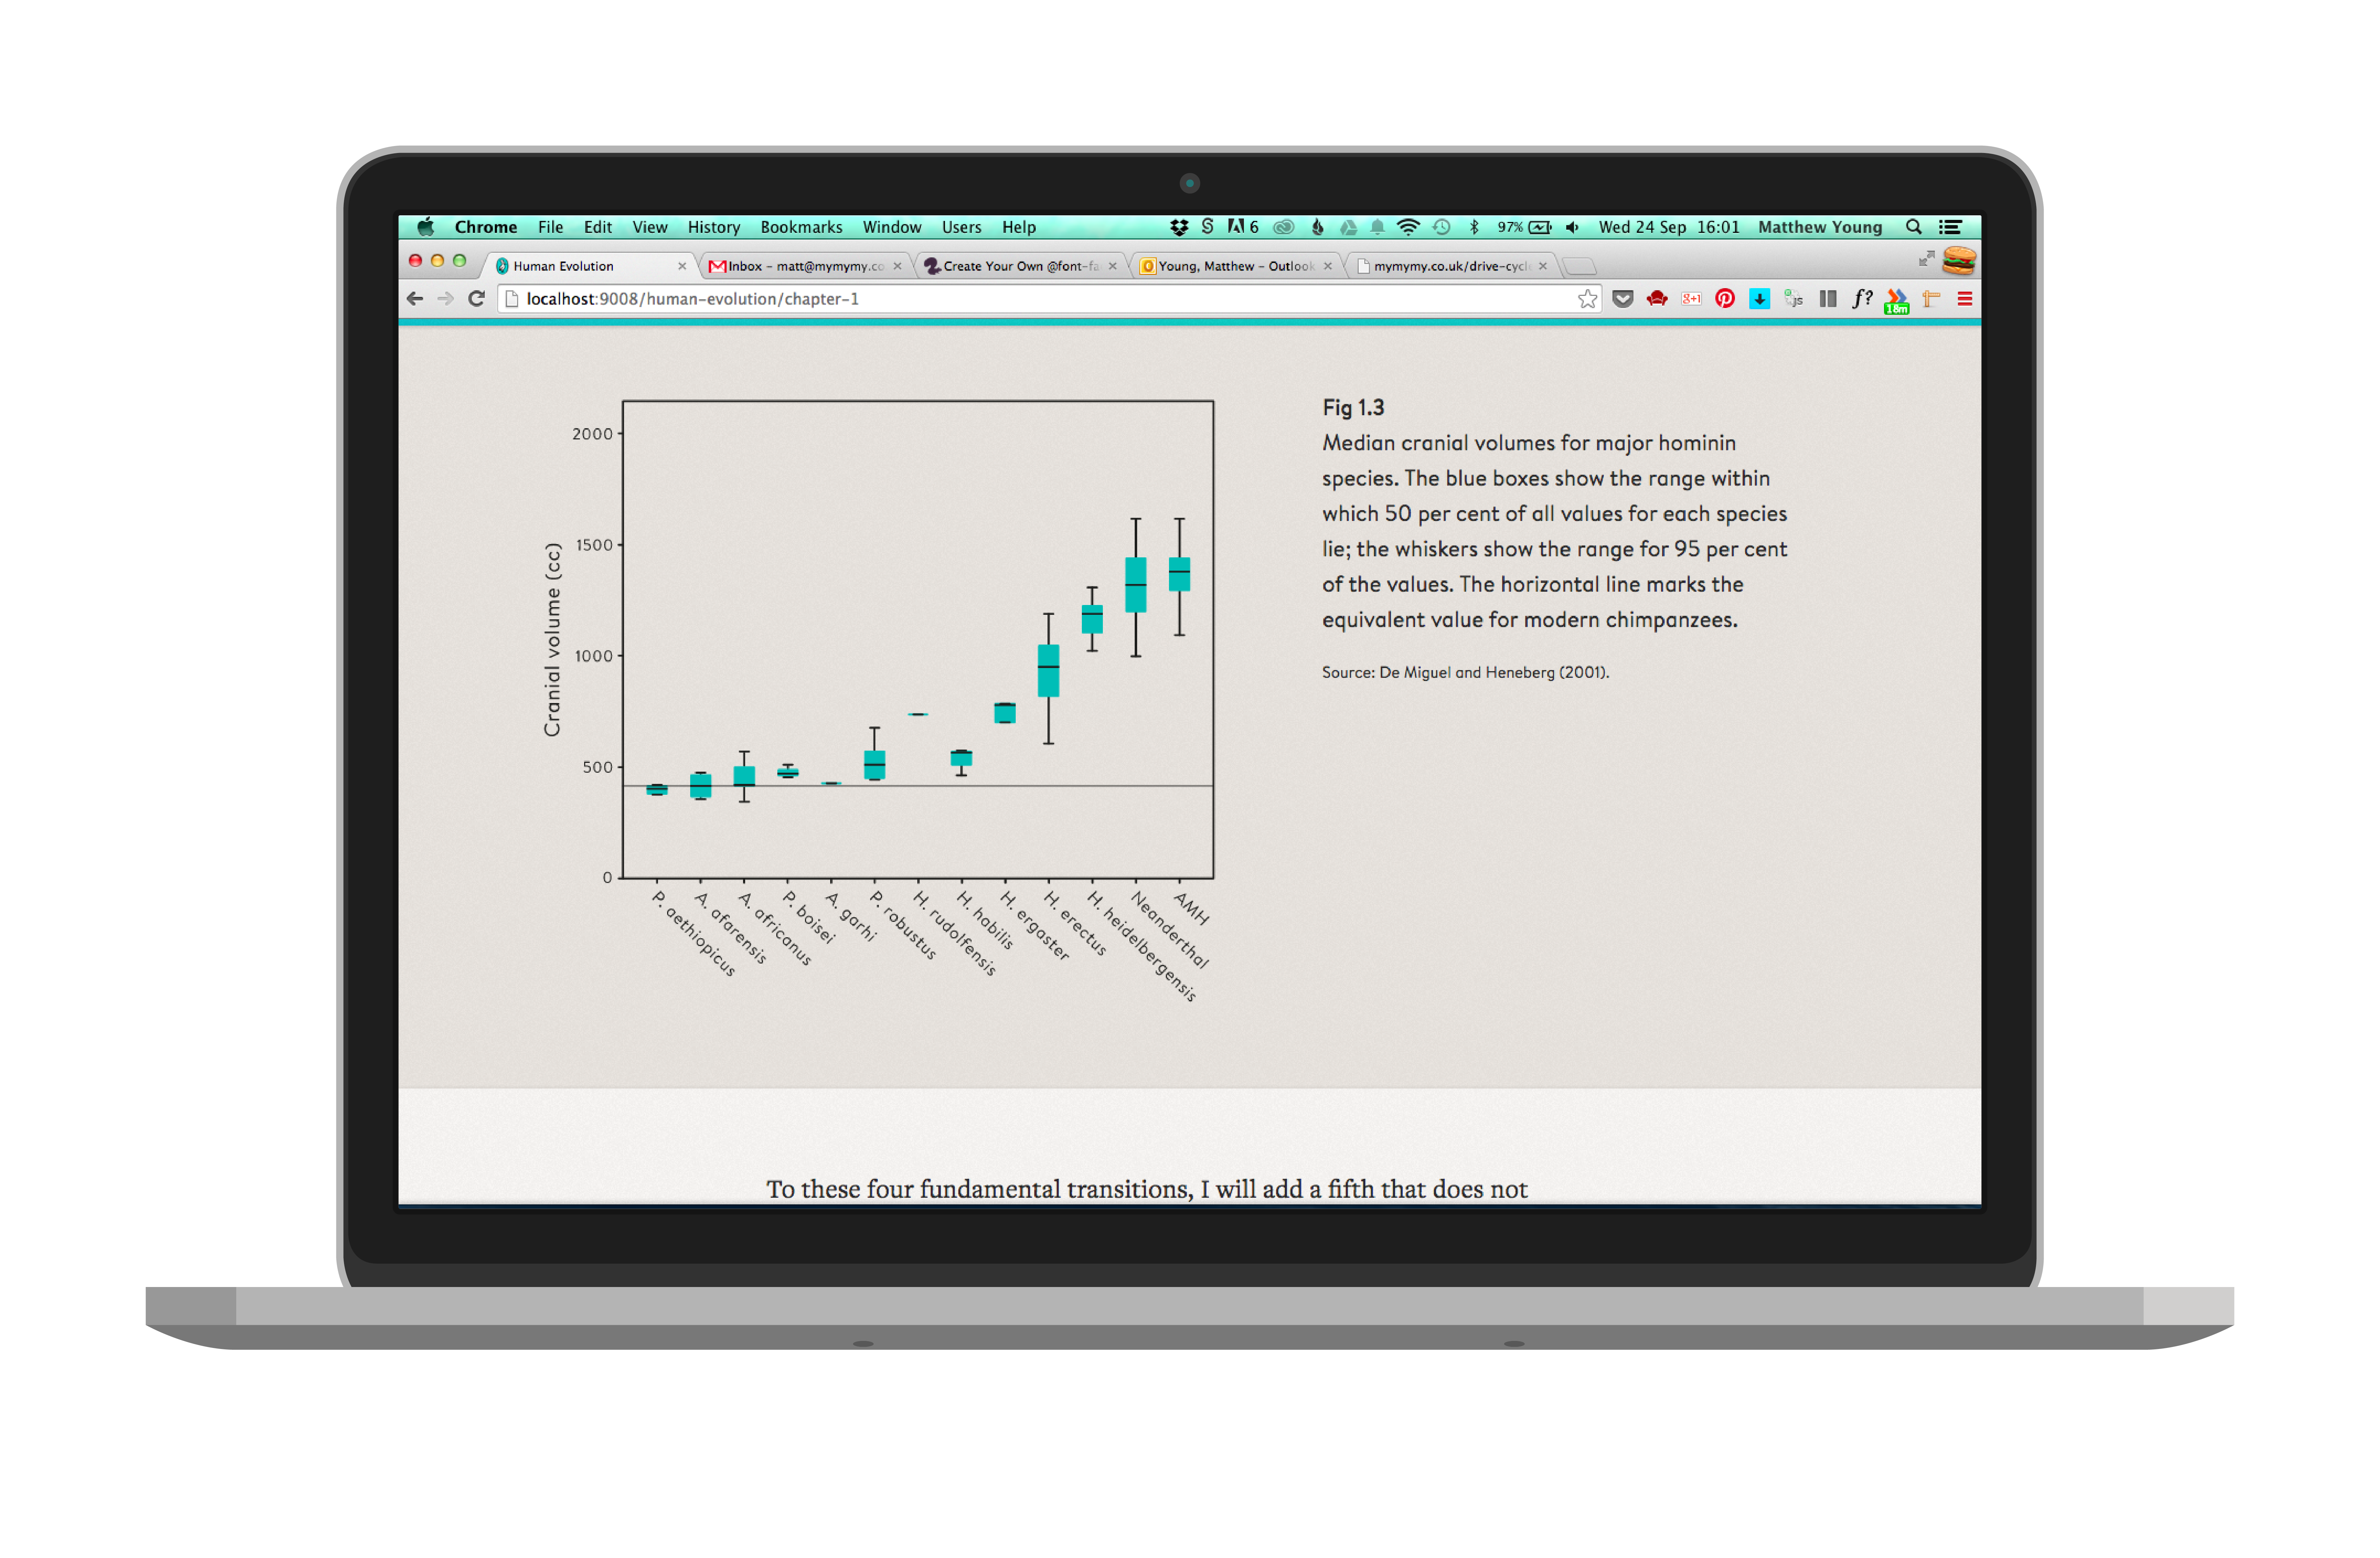 Chrome File Edit View History Bookmarks Window Users Help 6 97% Wed 24 Sep 16:01 Matthew Young
Human Evolution Inbox - matt@mymymy.co Create Your Own @font-fa Young, Matthew - Outlook mymymy.co.uk/drive-cycl
localhost:9008/human-evolution/chapter-1 g+1 js f? 18m
Cranial volume (cc)
2000
1500
1000
500
0
P. aethiopicus
A. afarensis
A. africanus
P. boisei
A. garhi
P. robustus
H. rudolfensis
H. habilis
H. ergaster
H. erectus
H. heidelbergensis
Neanderthal
AMH
Fig 1.3
Median cranial volumes for major hominin
species. The blue boxes show the range within
which 50 per cent of all values for each species
lie; the whiskers show the range for 95 per cent
of the values. The horizontal line marks the
equivalent value for modern chimpanzees.
Source: De Miguel and Heneberg (2001).
To these four fundamental transitions, I will add a fifth that does not